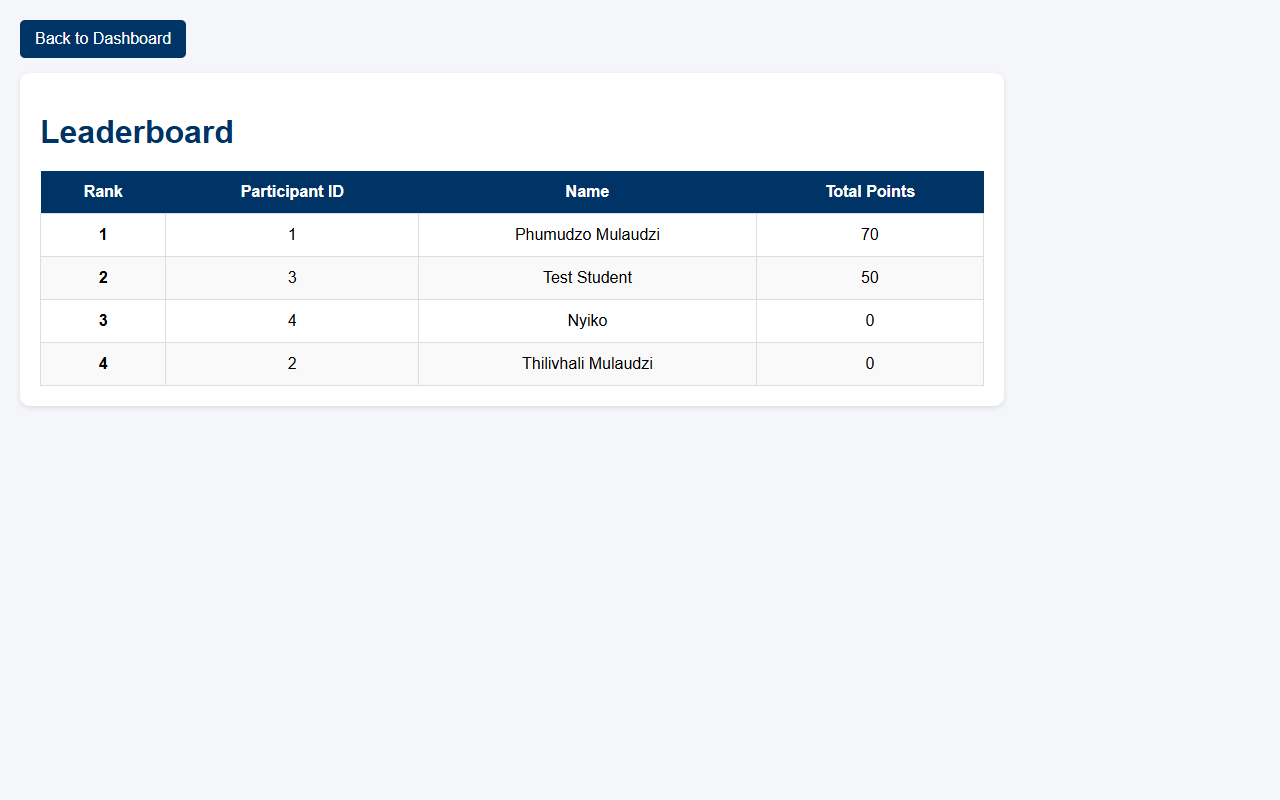 Back to Dashboard
Leaderboard
Rank Participant ID Name Total Points
1 1 Phumudzo Mulaudzi 70
2 3 Test Student 50
3 4 Nyiko 0
4 2 Thilivhali Mulaudzi 0